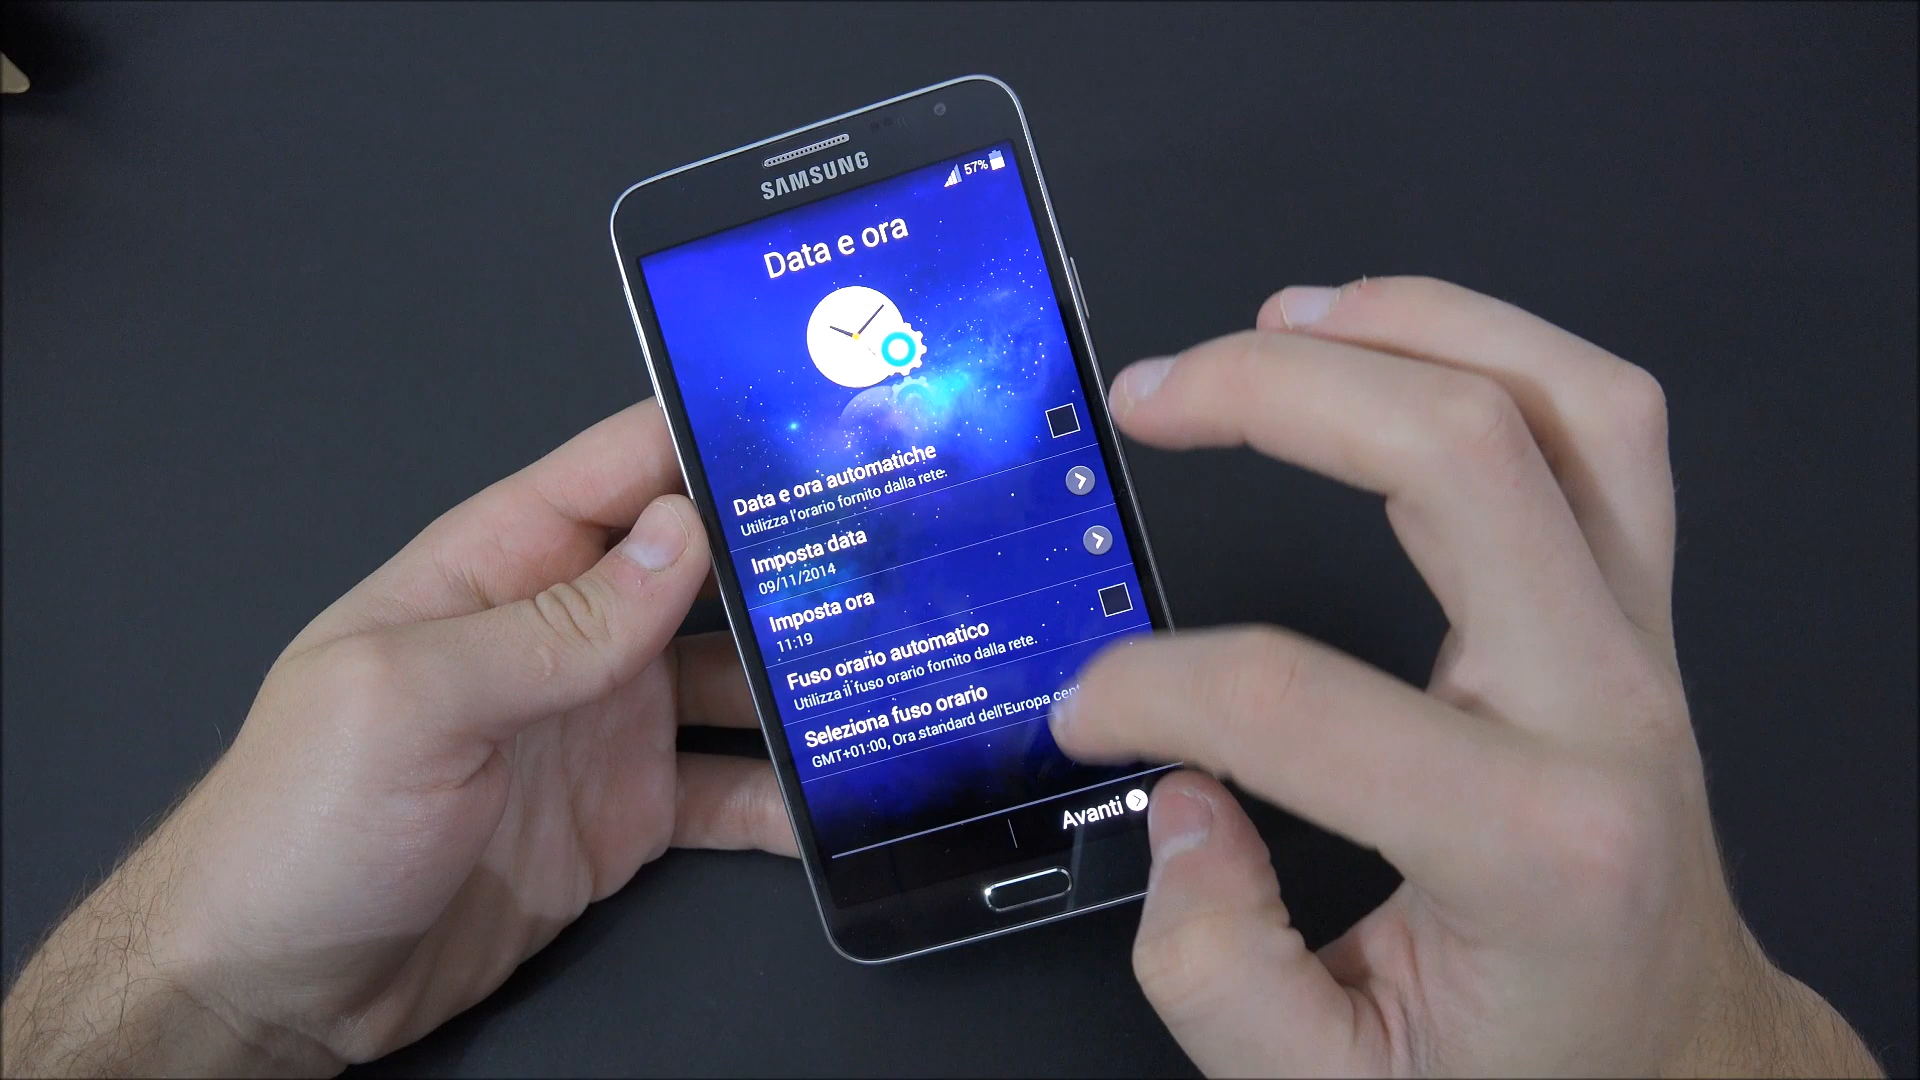 SAMSUNG
57%
Data e ora
Data e ora automatiche
Utilizza l'orario fornito dalla rete.
Imposta data
09/11/2014
Imposta ora
11:19
Fuso orario automatico
Utilizza il fuso orario fornito dalla rete.
Seleziona fuso orario
GMT+01:00, Ora standard dell'Europa
Avanti